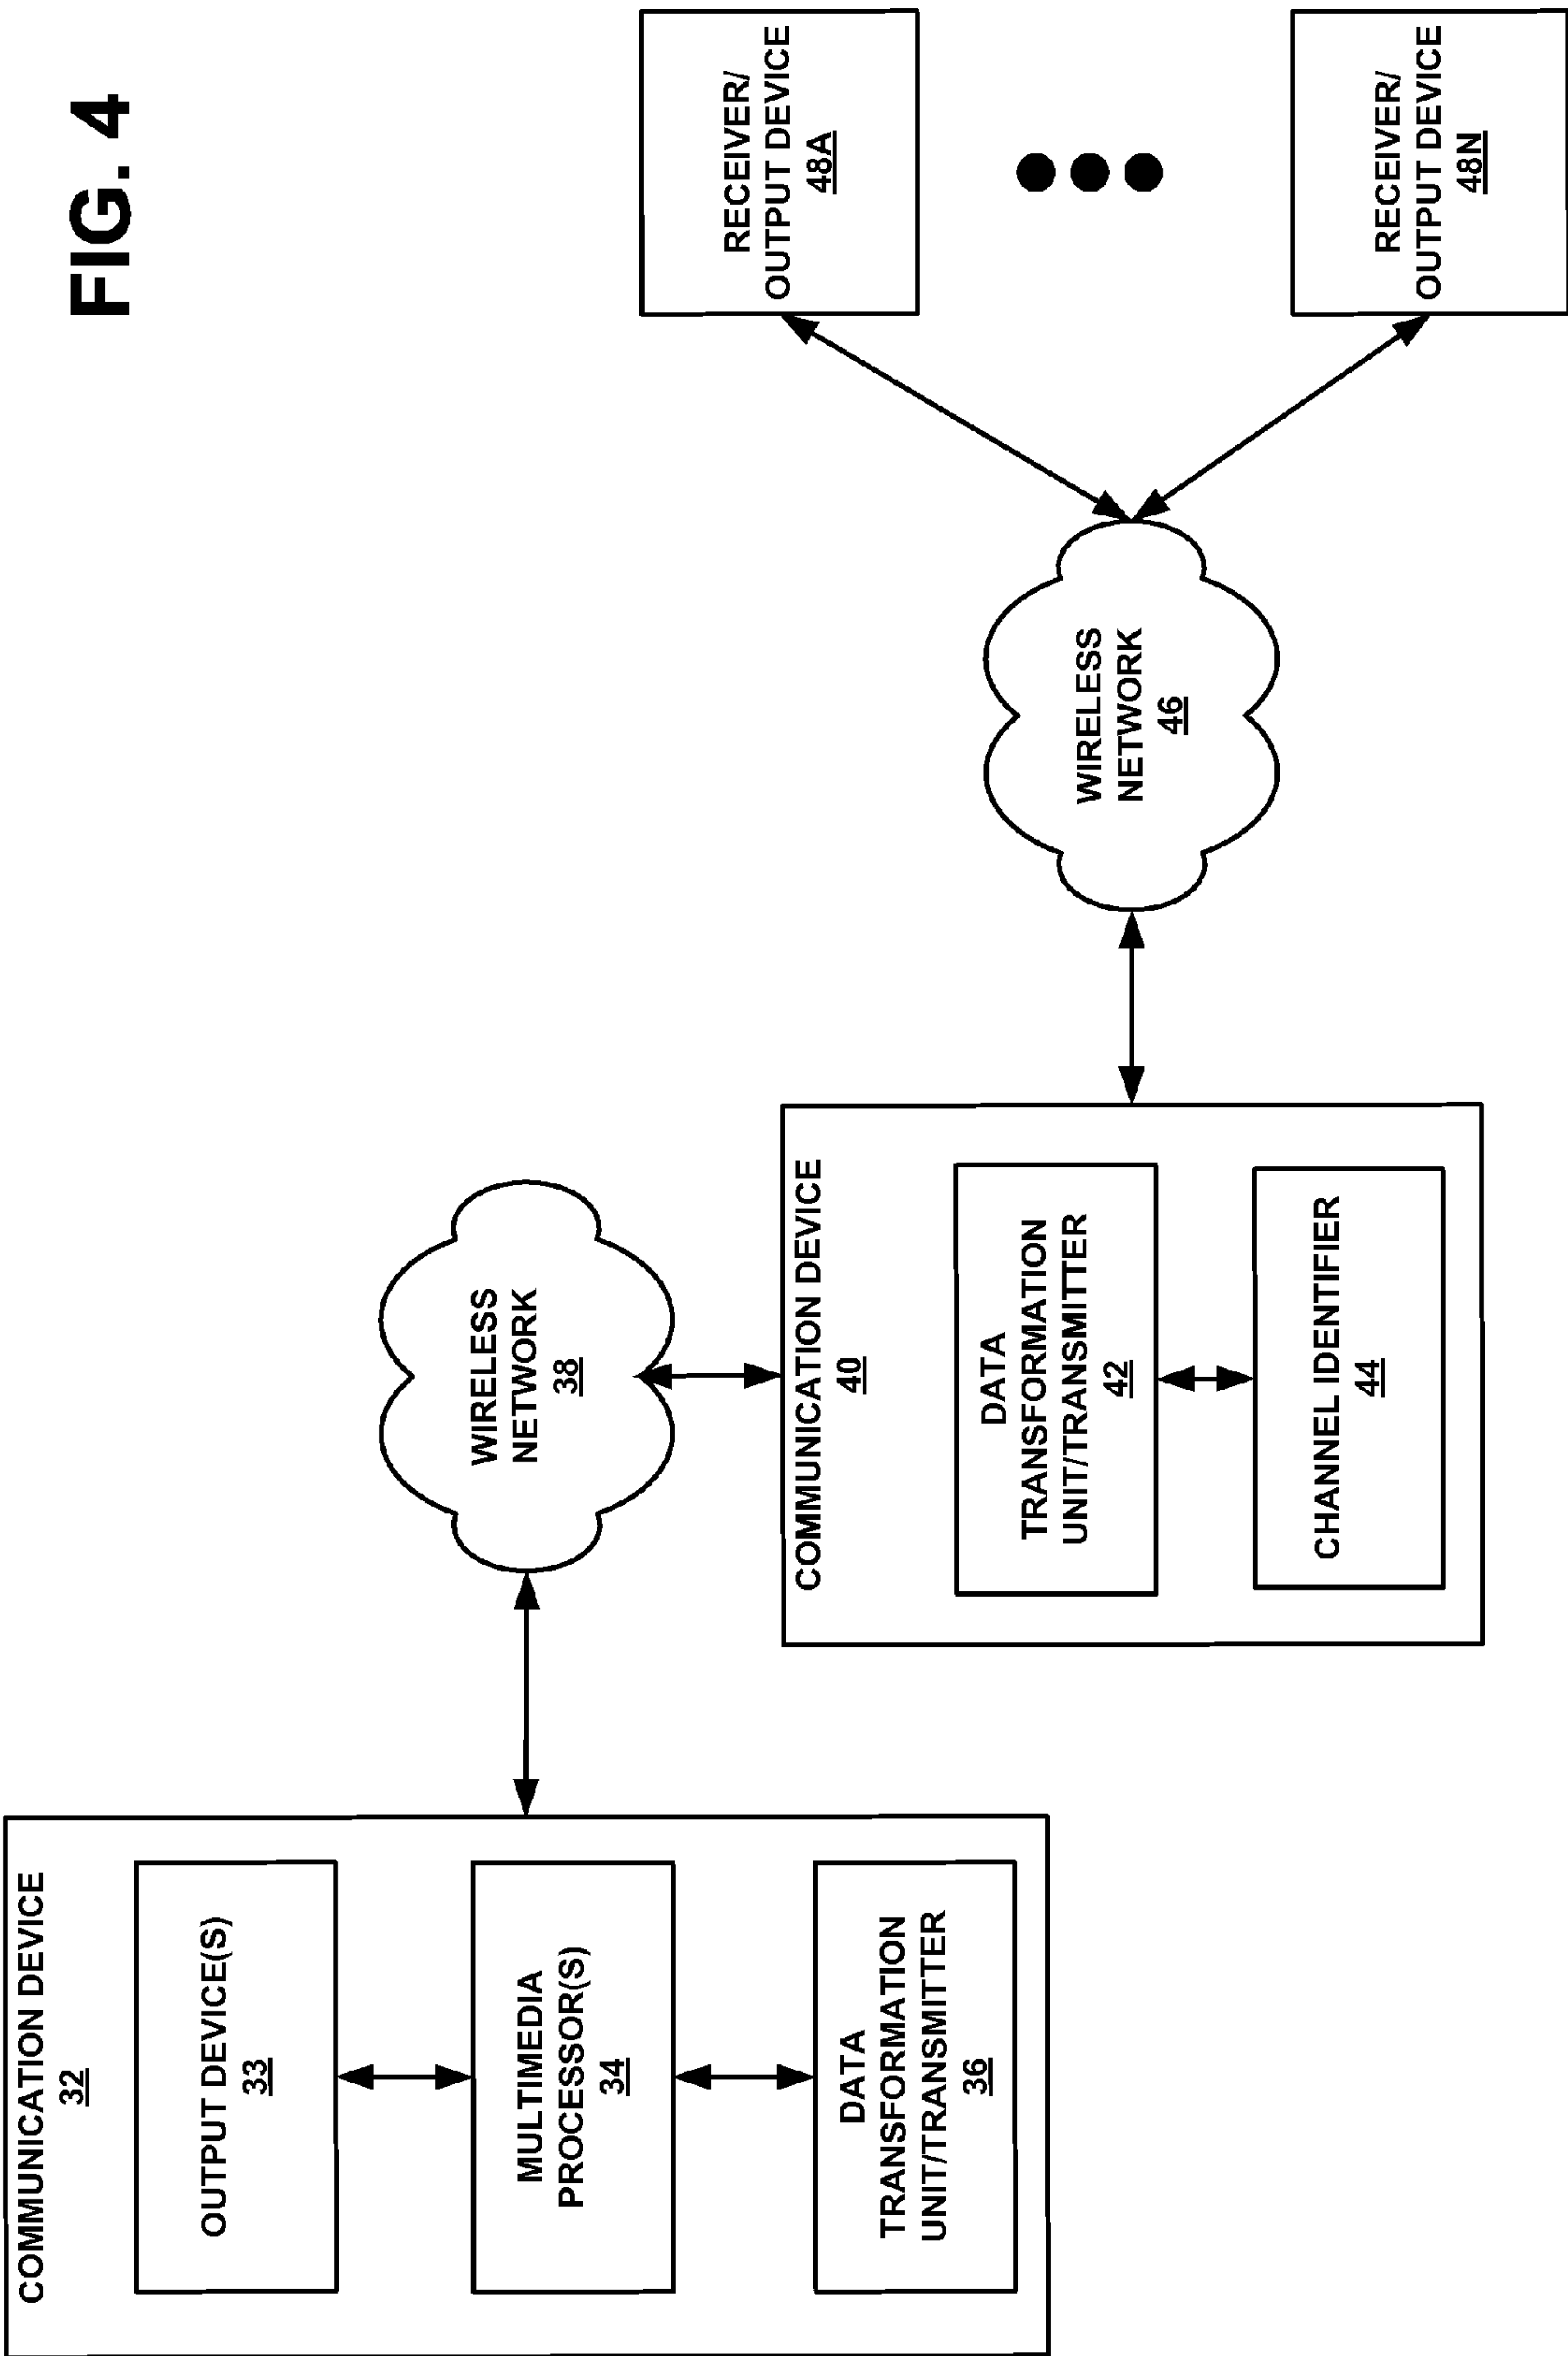 FIG. 4
COMMUNICATION DEVICE
32
OUTPUT DEVICE(S)
33
MULTIMEDIA
PROCESSOR(S)
34
DATA
TRANSFORMATION
UNIT/TRANSMITTER
36
WIRELESS
NETWORK
38
COMMUNICATION DEVICE
40
DATA
TRANSFORMATION
UNIT/TRANSMITTER
42
CHANNEL IDENTIFIER
44
WIRELESS
NETWORK
46
RECEIVER/
OUTPUT DEVICE
48A
RECEIVER/
OUTPUT DEVICE
48N